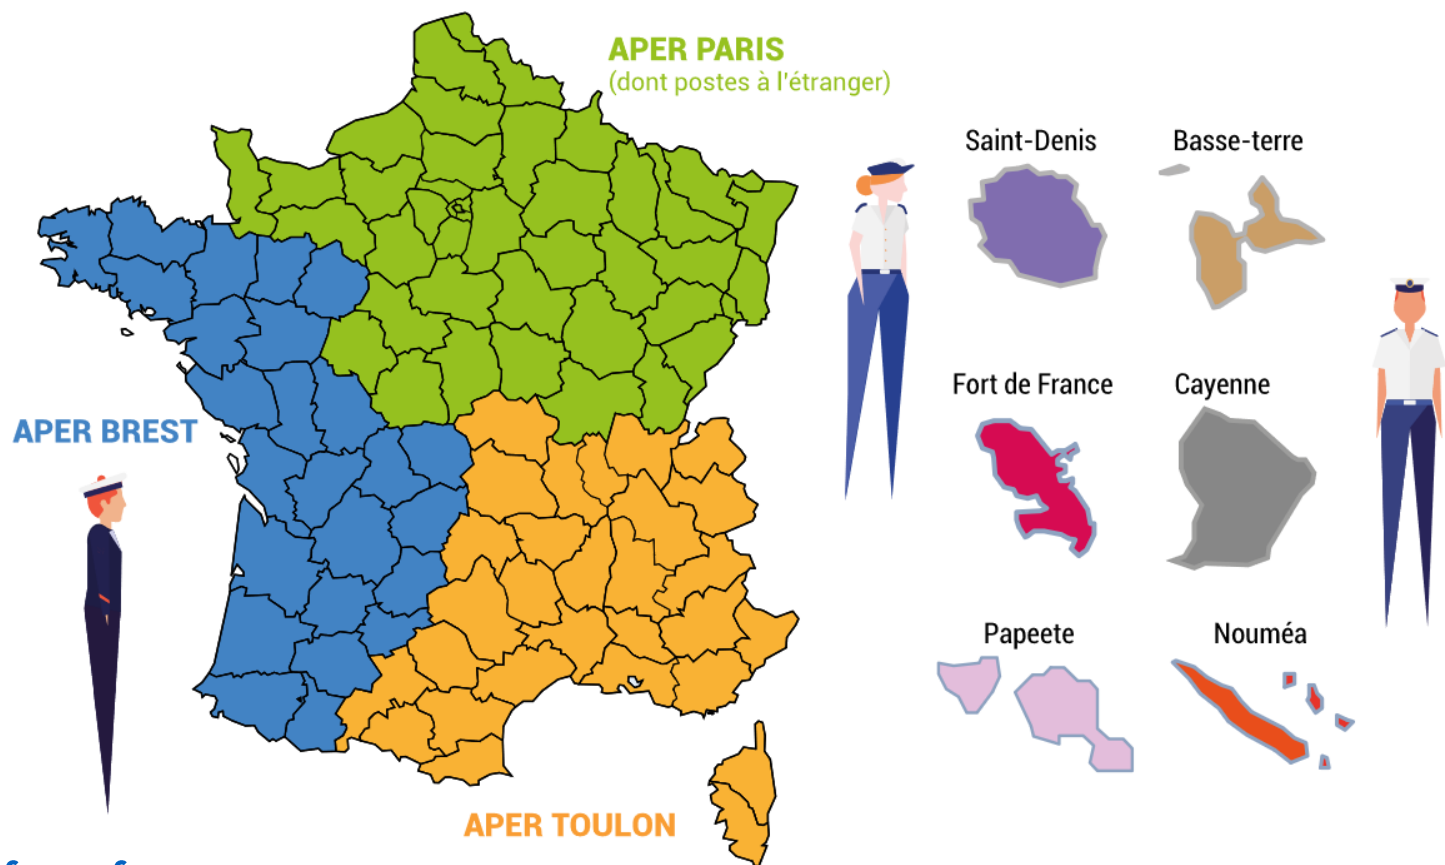 APER PARIS
(dont postes à l'étranger)
Saint-Denis
Basse-terre
Fort de France
Cayenne
APER BREST
Papeete
Nouméa
APER TOULON